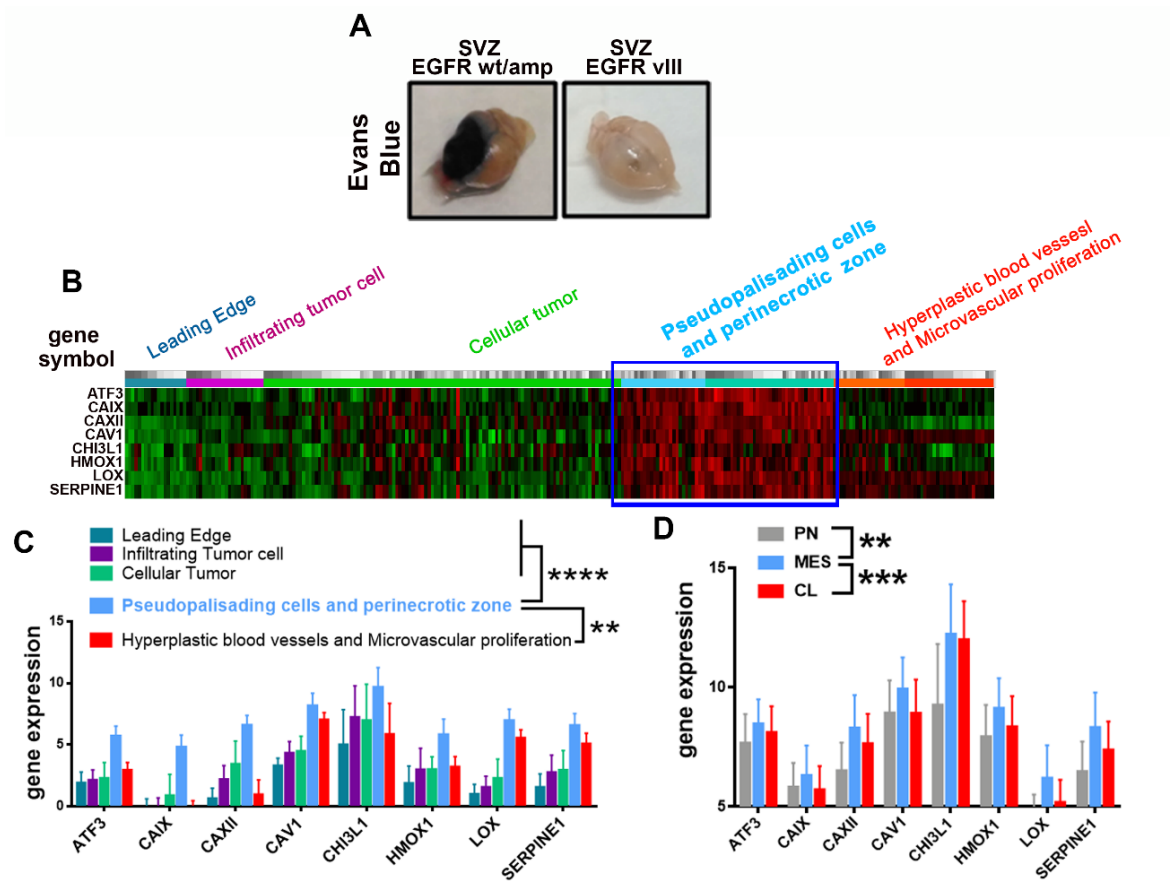 A
SVZ
EGFR wt/amp
SVZ
EGFR vIII
Evans
Blue
B
gene
symbol
Leading Edge
Infiltrating tumor cell
Cellular tumor
Pseudopalisading cells
and perinecrotic zone
Hyperplastic blood vessesl
and Microvascular proliferation
ATF3
CAIX
CAXII
CAV1
CHI3L1
HMOX1
LOX
SERPINE1
C
Leading Edge
Infiltrating Tumor cell
Cellular Tumor
Pseudopalisading cells and perinecrotic zone
Hyperplastic blood vessels and Microvascular proliferation
****
**
gene expression
15
10
5
0
ATF3
CAIX
CAXII
CAV1
CHI3L1
HMOX1
LOX
SERPINE1
D
PN
MES
CL
**
***
gene expression
15
10
5
ATF3
CAIX
CAXII
CAV1
CHI3L1
HMOX1
LOX
SERPINE1